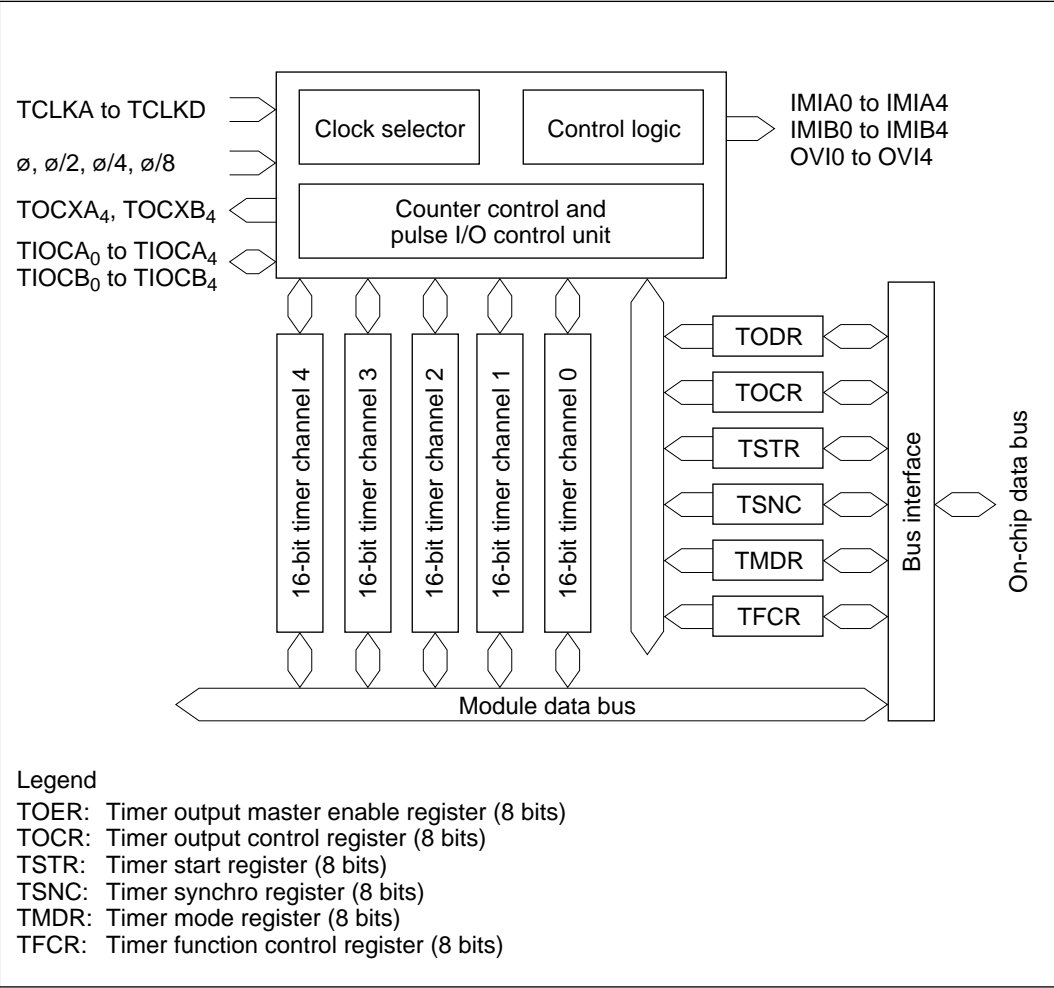 TCLKA to TCLKD
ø, ø/2, ø/4, ø/8
TOCXA4, TOCXB4
TIOCA0 to TIOCA4
TIOCB0 to TIOCB4
Clock selector
Control logic
Counter control and
pulse I/O control unit
IMIA0 to IMIA4
IMIB0 to IMIB4
OVI0 to OVI4
16-bit timer channel 4
16-bit timer channel 3
16-bit timer channel 2
16-bit timer channel 1
16-bit timer channel 0
TODR
TOCR
TSTR
TSNC
TMDR
TFCR
Bus interface
On-chip data bus
Module data bus
Legend
TOER: Timer output master enable register (8 bits)
TOCR: Timer output control register (8 bits)
TSTR: Timer start register (8 bits)
TSNC: Timer synchro register (8 bits)
TMDR: Timer mode register (8 bits)
TFCR: Timer function control register (8 bits)